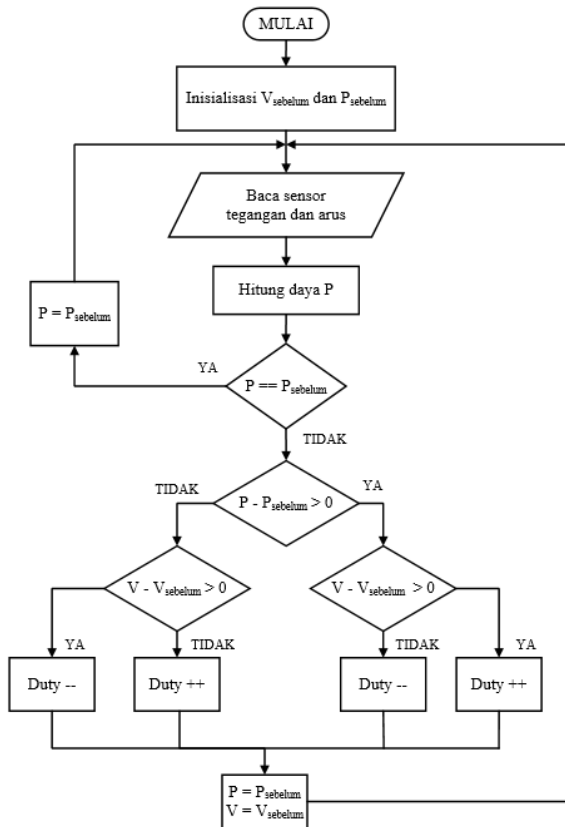 MULAI
Inisialisasi Vsebelum dan Psebelum
Baca sensor
tegangan dan arus
Hitung daya P
P = Psebelum
YA
P == Psebelum
TIDAK
TIDAK
YA
P - Psebelum > 0
V - Vsebelum > 0
V - Vsebelum > 0
YA
TIDAK
TIDAK
YA
Duty --
Duty ++
Duty --
Duty ++
P = Psebelum
V = Vsebelum